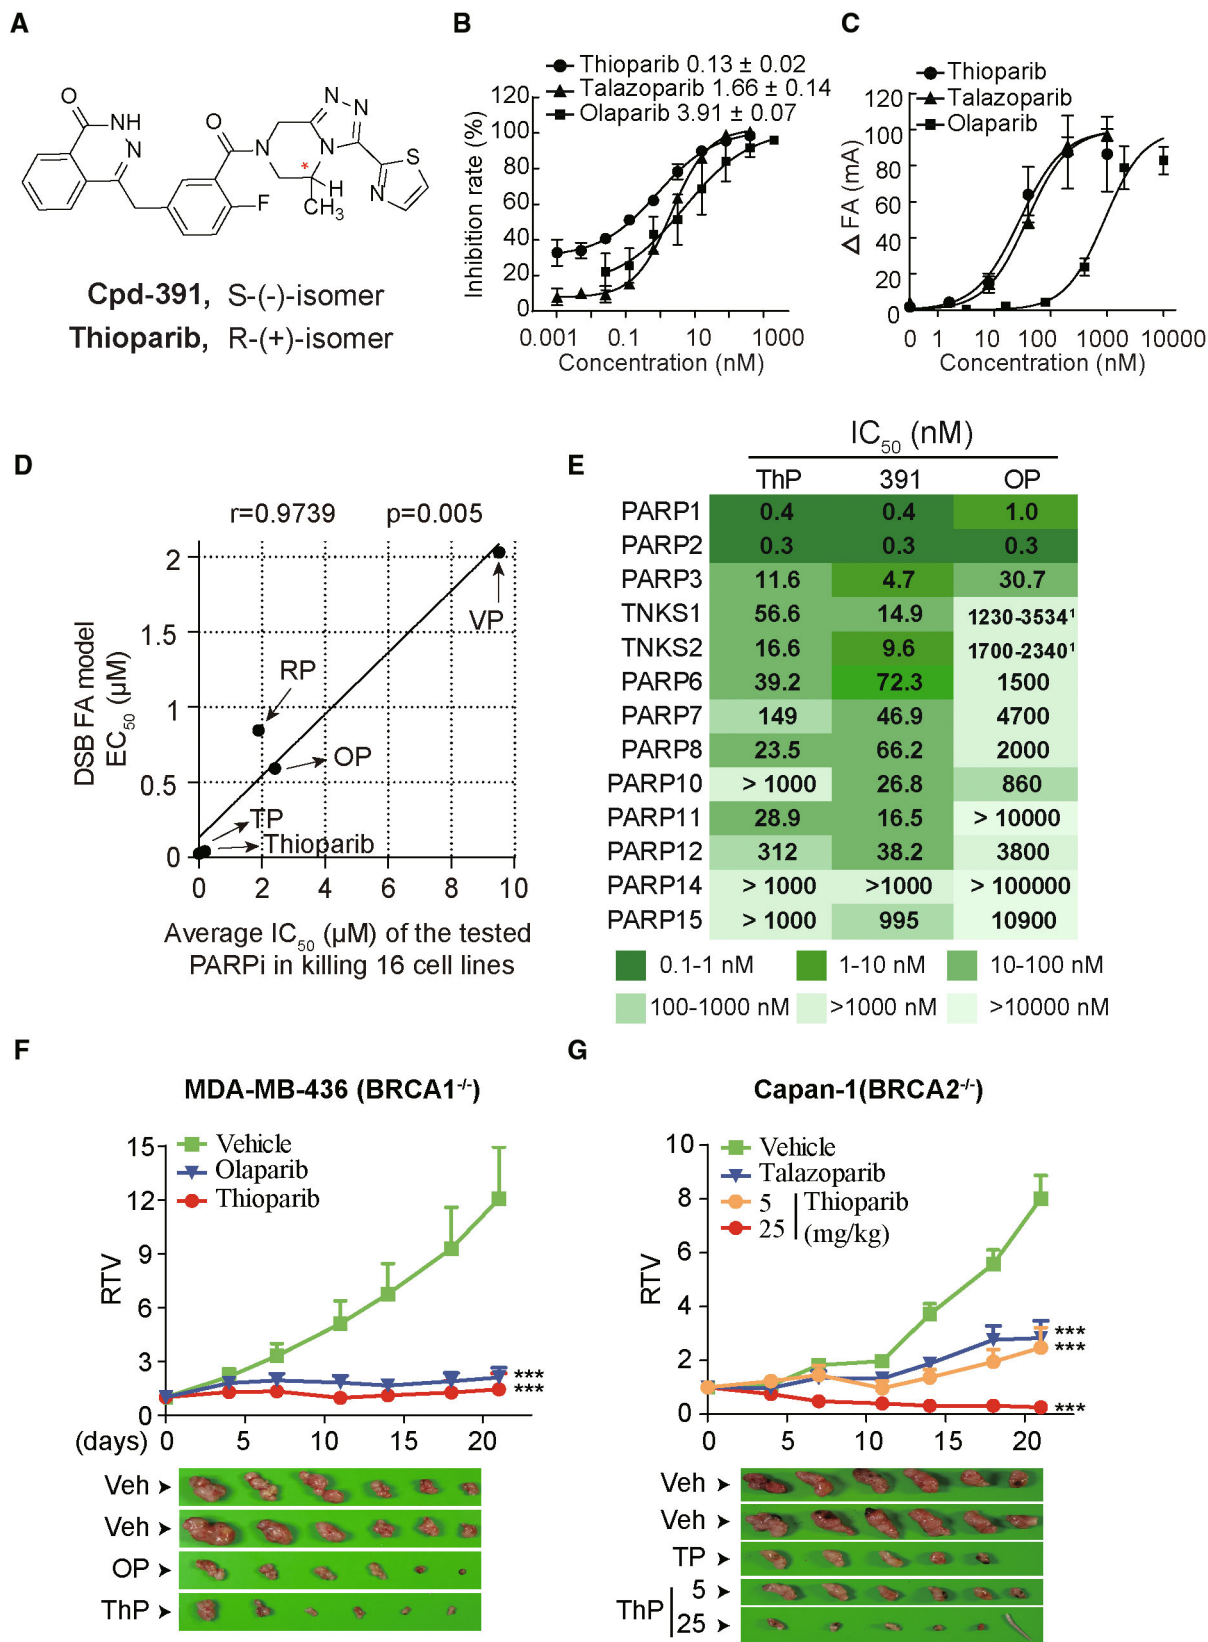 A
O
NH
N
O
N
N
N
N
S
N
F
*
H
CH3
Cpd-391, S-(-)-isomer
Thioparib, R-(+)-isomer
B
Thioparib 0.13 ± 0.02
Talazoparib 1.66 ± 0.14
Olaparib 3.91 ± 0.07
Inhibition rate (%)
120
100
80
60
40
20
0
0.001 0.1 10 1000
Concentration (nM)
C
Thioparib
Talazoparib
Olaparib
Δ FA (mA)
120
100
80
60
40
20
0
0 1 10 100 1000 10000
Concentration (nM)
D
r=0.9739 p=0.005
DSB FA model
EC50 (µM)
2
1.5
1
0.5
0
VP
RP
OP
TP
Thioparib
0 2 4 6 8 10
Average IC50 (µM) of the tested
PARPi in killing 16 cell lines
E
IC50 (nM)
ThP 391 OP
PARP1 0.4 0.4 1.0
PARP2 0.3 0.3 0.3
PARP3 11.6 4.7 30.7
TNKS1 56.6 14.9 1230-3534¹
TNKS2 16.6 9.6 1700-2340¹
PARP6 39.2 72.3 1500
PARP7 149 46.9 4700
PARP8 23.5 66.2 2000
PARP10 > 1000 26.8 860
PARP11 28.9 16.5 > 10000
PARP12 312 38.2 3800
PARP14 > 1000 >1000 > 100000
PARP15 > 1000 995 10900
0.1-1 nM 1-10 nM 10-100 nM
100-1000 nM >1000 nM >10000 nM
F
MDA-MB-436 (BRCA1-/-)
Vehicle
Olaparib
Thioparib
RTV
15
12
9
6
3
0
***
***
(days) 0 5 10 15 20
Veh
Veh
OP
ThP
G
Capan-1(BRCA2-/-)
Vehicle
Talazoparib
5 Thioparib
25 (mg/kg)
RTV
10
8
6
4
2
0
***
***
***
0 5 10 15 20
Veh
Veh
TP
ThP 5
25